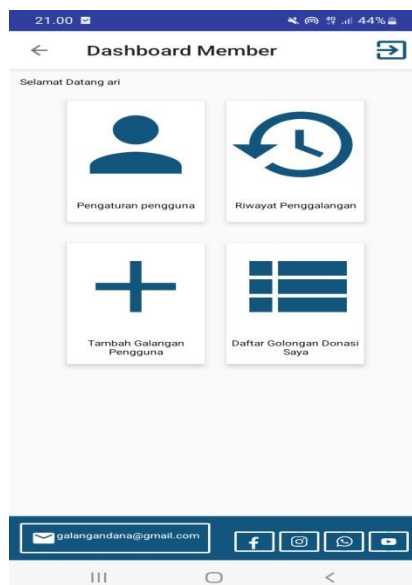 21.00 44%
Dashboard Member
Selamat Datang ari
Pengaturan pengguna Riwayat Penggalangan
Tambah Galangan Daftar Golongan Donasi
Pengguna Saya
galangandana@gmail.com